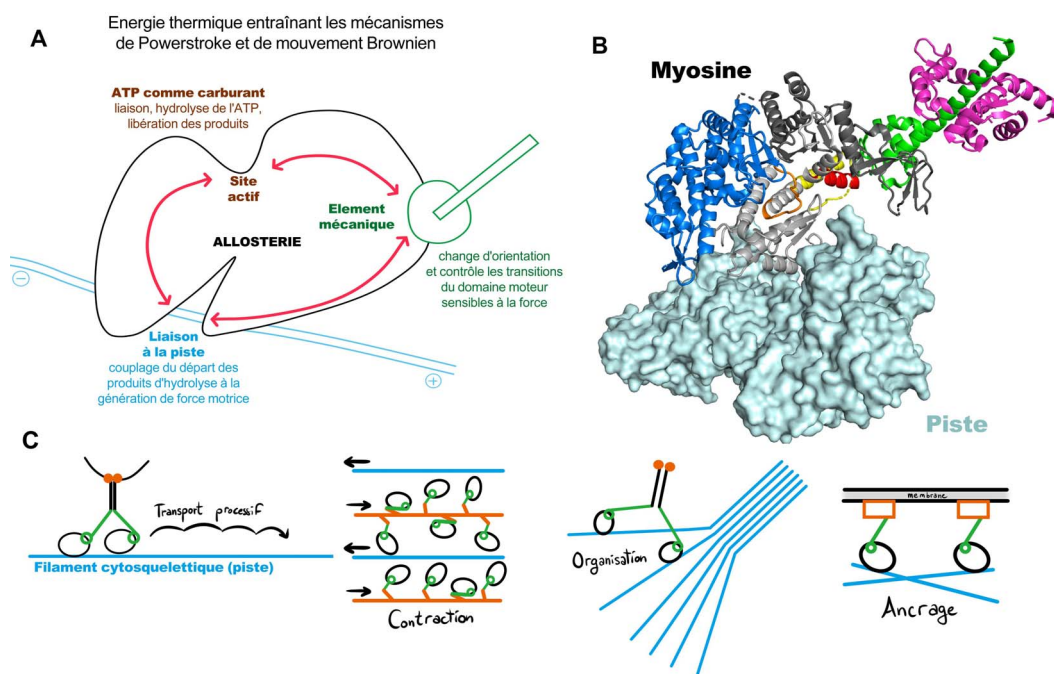 Energie thermique entraînant les mécanismes
de Powerstroke et de mouvement Brownien
A
ATP comme carburant
liaison, hydrolyse de l'ATP,
libération des produits
Site
actif
Element
mécanique
ALLOSTERIE
change d'orientation
et contrôle les transitions
du domaine moteur
sensibles à la force
⊖
Liaison
à la piste
couplage du départ des
produits d'hydrolyse à la
génération de force motrice
⊕
B
Myosine
Piste
C
Transport processif
Filament cytosquelettique (piste)
Contraction
Organisation
membrane
Ancrage